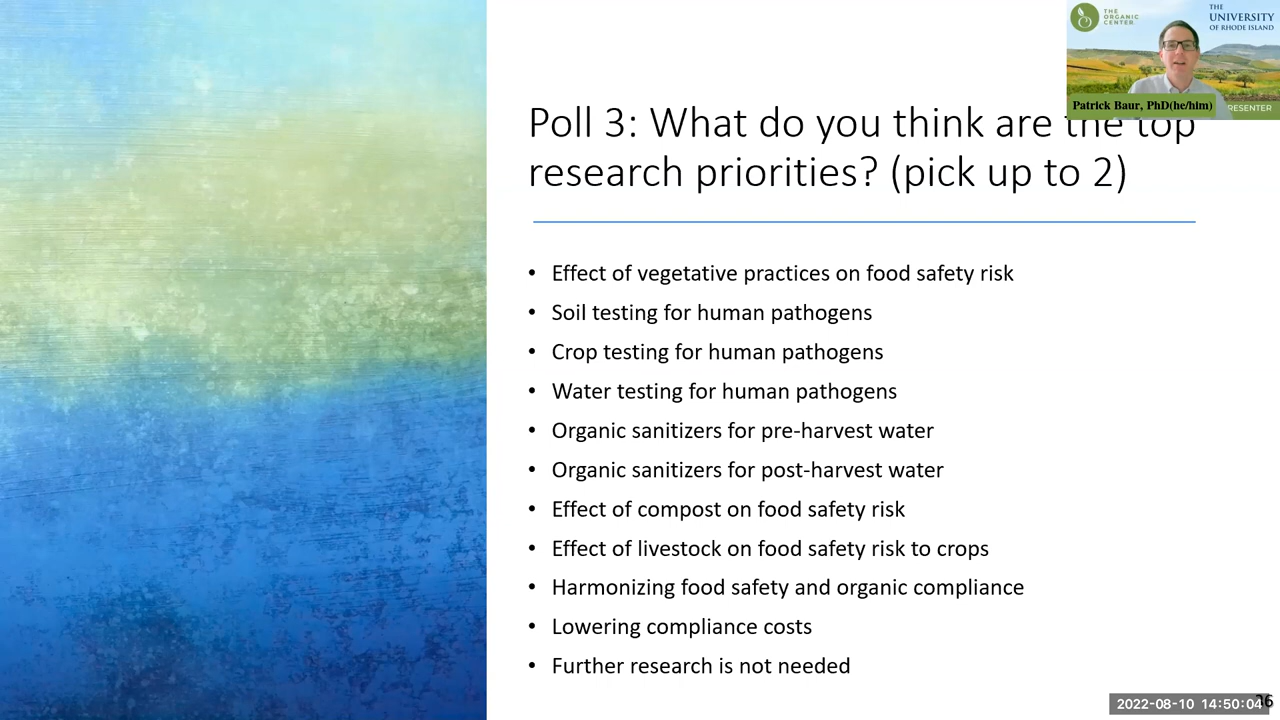 THE
ORGANIC
CENTER
THE
UNIVERSITY
OF RHODE ISLAND
Patrick Baur, PhD(he/him)
RESENTER
Poll 3: What do you think are the top
research priorities? (pick up to 2)
• Effect of vegetative practices on food safety risk
• Soil testing for human pathogens
• Crop testing for human pathogens
• Water testing for human pathogens
• Organic sanitizers for pre-harvest water
• Organic sanitizers for post-harvest water
• Effect of compost on food safety risk
• Effect of livestock on food safety risk to crops
• Harmonizing food safety and organic compliance
• Lowering compliance costs
• Further research is not needed
2022-08-10 14:50:04